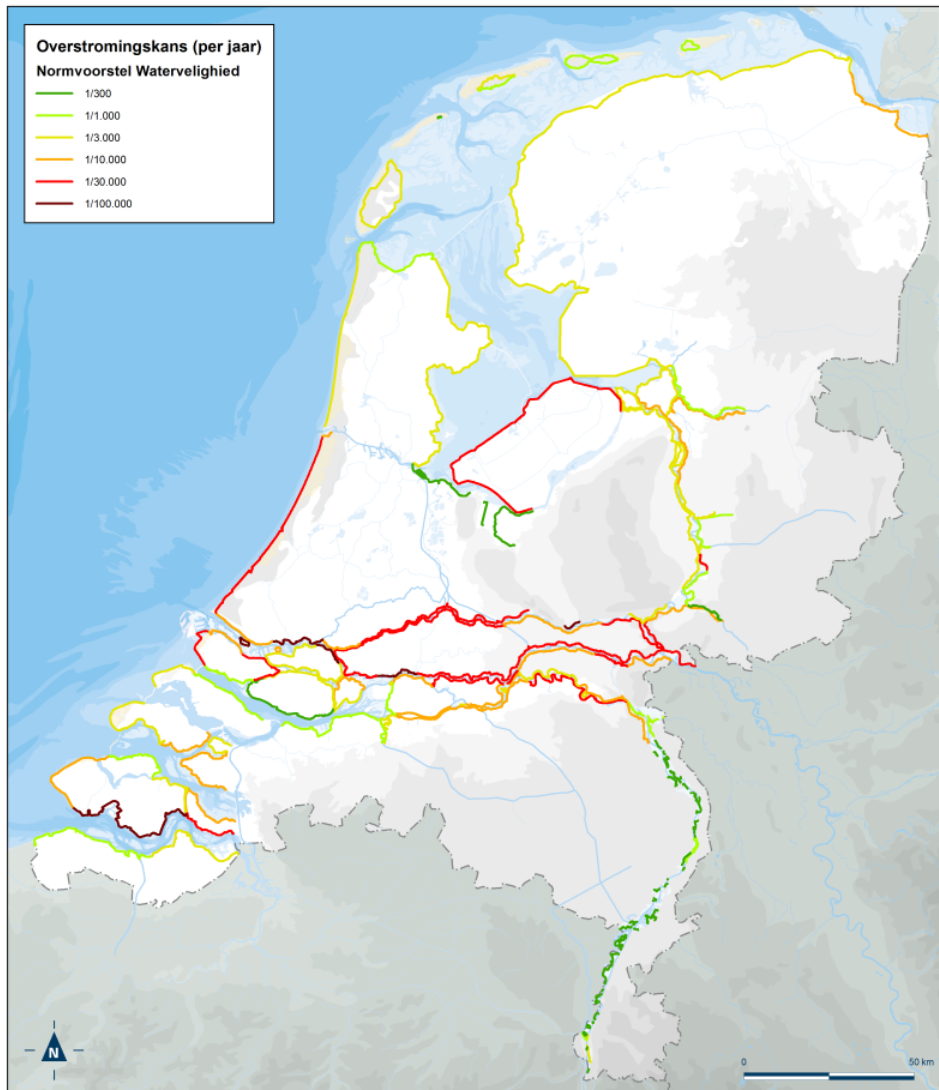 Overstromingskans (per jaar)
Normvoorstel Watervelighied
1/300
1/1.000
1/3.000
1/10.000
1/30.000
1/100.000
N
0 50 km